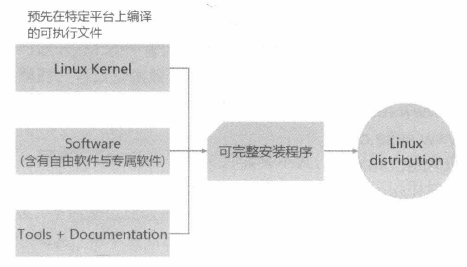 预先在特定平台上编译
的可执行文件
Linux Kernel
Software
(含有自由软件与专属软件)
可完整安装程序
Linux
distribution
Tools + Documentation